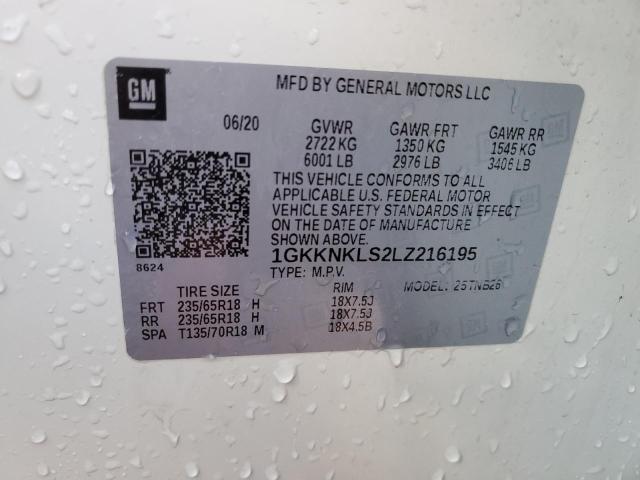 GM
MFD BY GENERAL MOTORS LLC
06/20 GVWR GAWR FRT GAWR RR
2722 KG 1350 KG 1545 KG
6001 LB 2976 LB 3406 LB
THIS VEHICLE CONFORMS TO ALL
APPLICABLE U.S. FEDERAL MOTOR
VEHICLE SAFETY STANDARDS IN EFFECT
ON THE DATE OF MANUFACTURE
SHOWN ABOVE.
8624
1GKKNKLS2LZ216195
TYPE: M.P.V. MODEL:
TIRE SIZE RIM
FRT 235/65R18 H 18X7.5J
RR 235/65R18 H 18X7.5J
SPA T135/70R18 M 18X4.5B